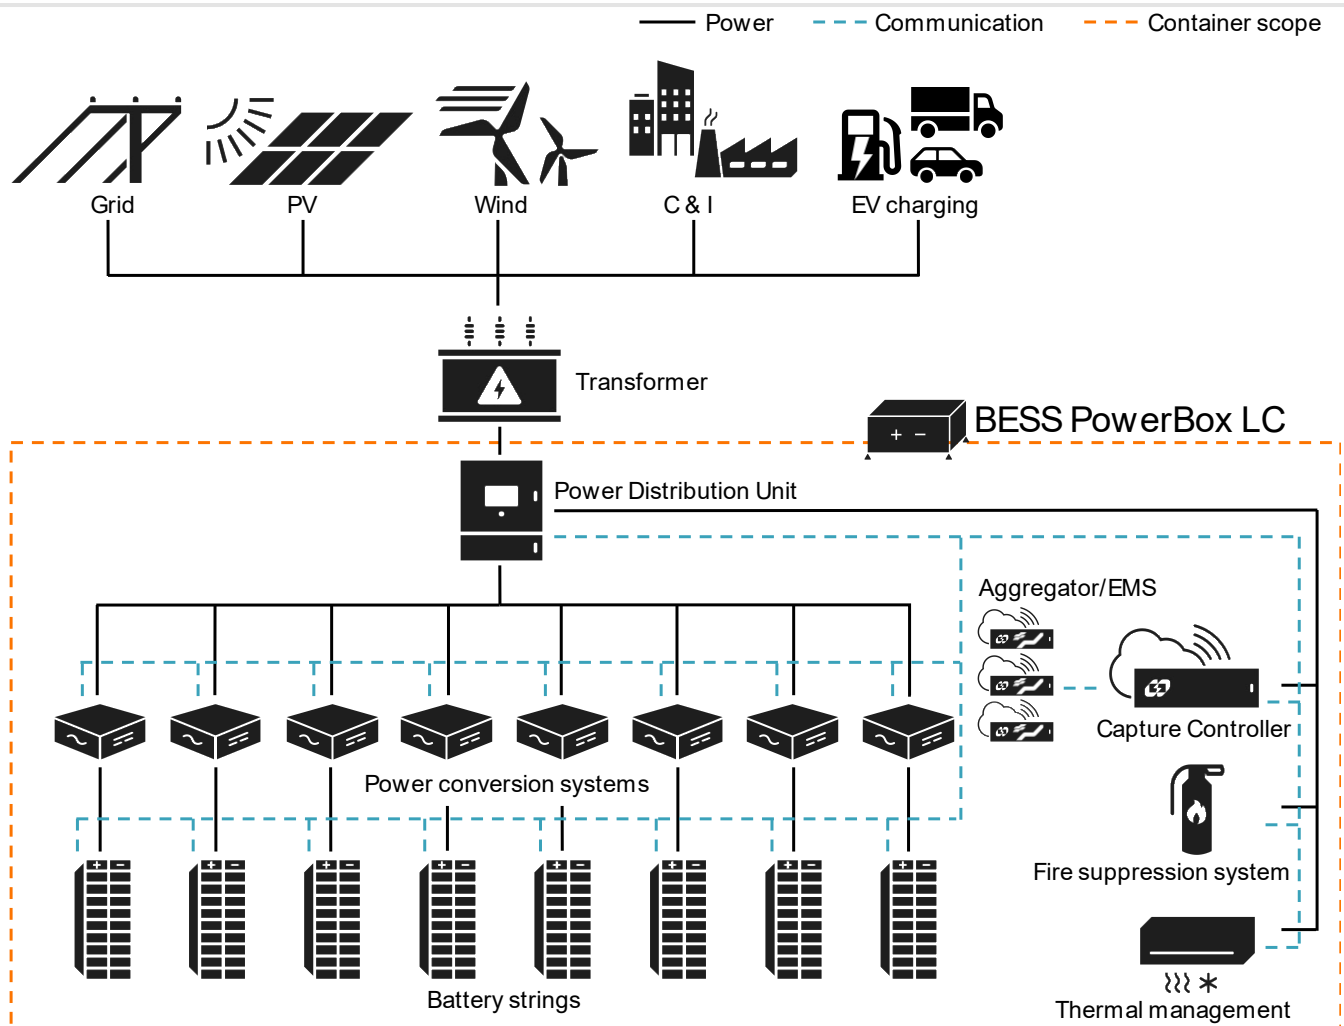 Power
Communication
Container scope
Grid
PV
Wind
C & I
EV charging
Transformer
BESS PowerBox LC
Power Distribution Unit
Aggregator/EMS
Capture Controller
Power conversion systems
Fire suppression system
Battery strings
Thermal management